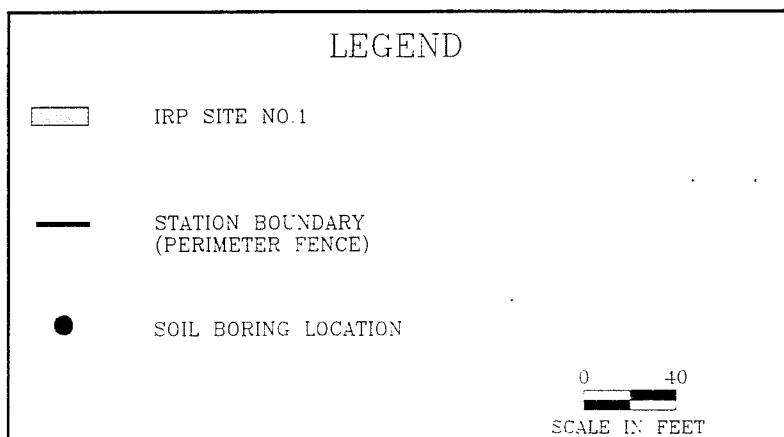 LEGEND
IRP SITE NO.1
STATION BOUNDARY
(PERIMETER FENCE)
SOIL BORING LOCATION
0 40
SCALE IN FEET